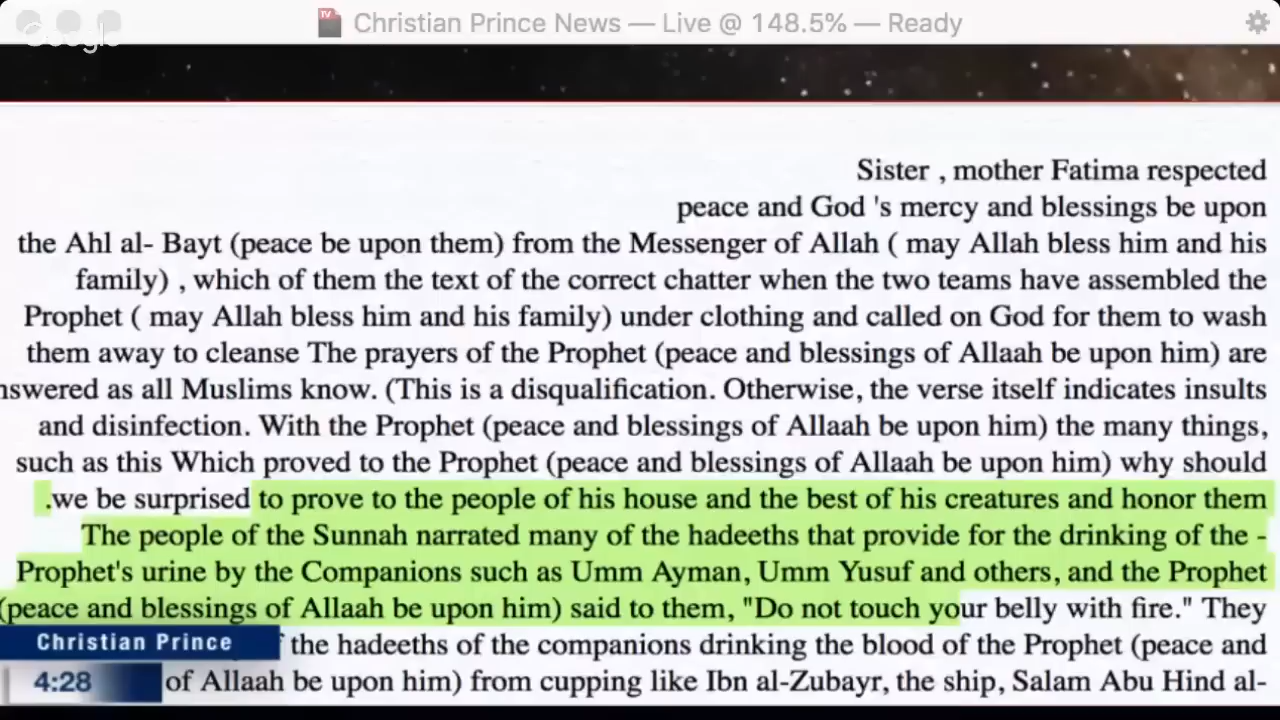 Christian Prince News — Live @ 148.5% — Ready
Google
Sister , mother Fatima respected
peace and God 's mercy and blessings be upon
the Ahl al- Bayt (peace be upon them) from the Messenger of Allah ( may Allah bless him and his
family) , which of them the text of the correct chatter when the two teams have assembled the
Prophet ( may Allah bless him and his family) under clothing and called on God for them to wash
them away to cleanse The prayers of the Prophet (peace and blessings of Allaah be upon him) are
nswered as all Muslims know. (This is a disqualification. Otherwise, the verse itself indicates insults
and disinfection. With the Prophet (peace and blessings of Allaah be upon him) the many things,
such as this Which proved to the Prophet (peace and blessings of Allaah be upon him) why should
.we be surprised to prove to the people of his house and the best of his creatures and honor them
The people of the Sunnah narrated many of the hadeeths that provide for the drinking of the -
Prophet's urine by the Companions such as Umm Ayman, Umm Yusuf and others, and the Prophet
(peace and blessings of Allaah be upon him) said to them, "Do not touch your belly with fire." They
the hadeeths of the companions drinking the blood of the Prophet (peace and
of Allaah be upon him) from cupping like Ibn al-Zubayr, the ship, Salam Abu Hind al-
Christian Prince
4:28